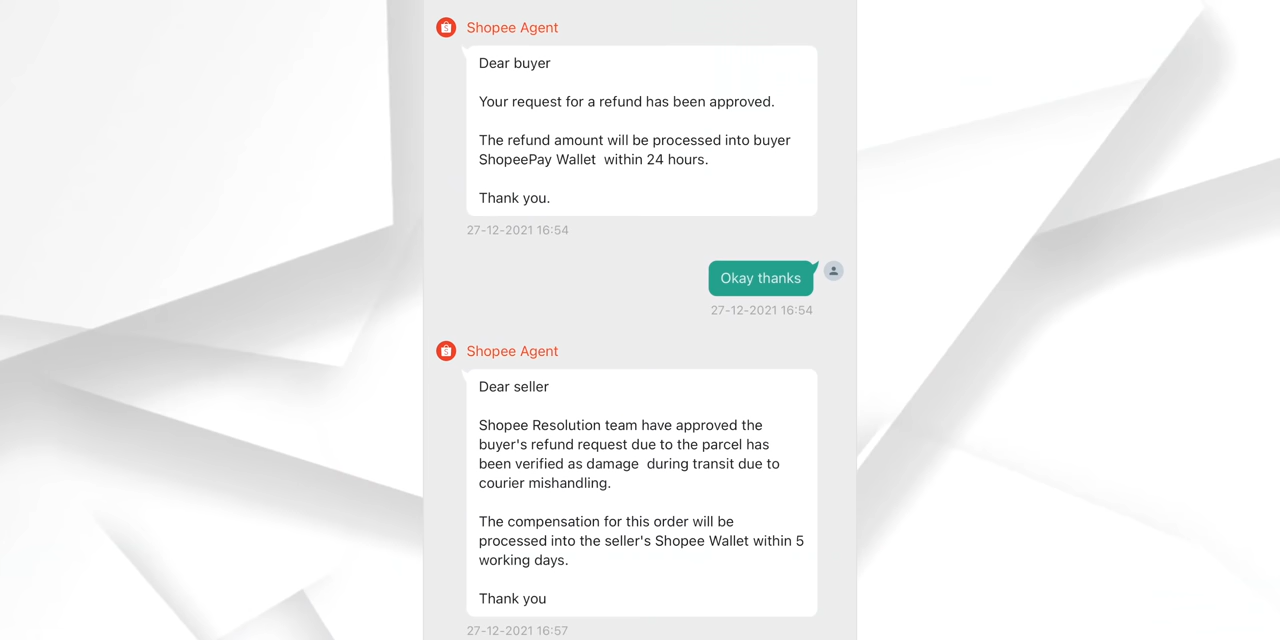 Shopee Agent
Dear buyer
Your request for a refund has been approved.
The refund amount will be processed into buyer
ShopeePay Wallet  within 24 hours.
Thank you.
27-12-2021 16:54
Okay thanks
27-12-2021 16:54
Shopee Agent
Dear seller
Shopee Resolution team have approved the
buyer's refund request due to the parcel has
been verified as damage  during transit due to
courier mishandling.
The compensation for this order will be
processed into the seller's Shopee Wallet within 5
working days.
Thank you
27-12-2021 16:57